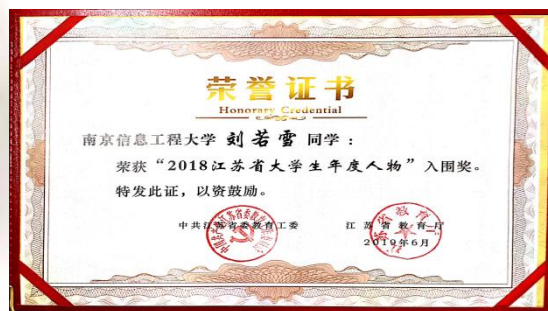 荣誉证书
Honorary Credential
南京信息工程大学 刘若雪 同学：
荣获“2018江苏省大学生年度人物”入围奖。
特发此证，以资鼓励。
中共江苏省委教育工委 江苏省教育厅
2019年6月